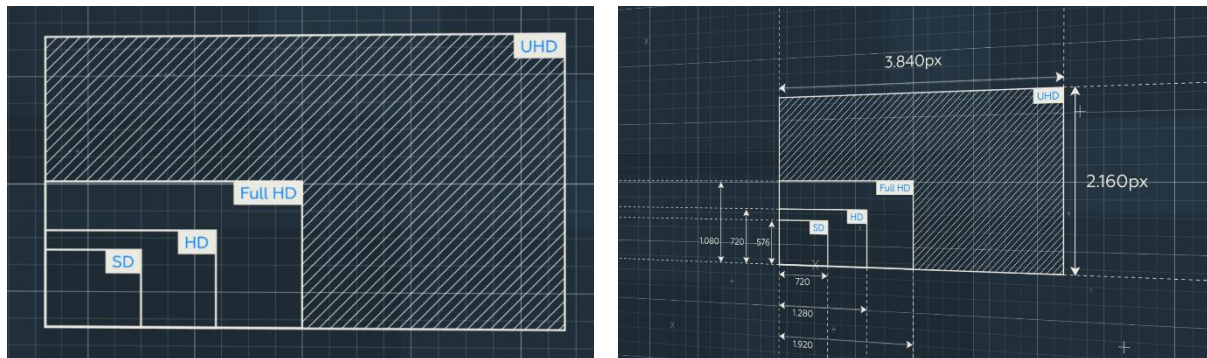 UHD
Full HD
HD
SD
3.840px
UHD
2.160px
Full HD
HD
SD
1.080 720 576
720
1.280
1.920